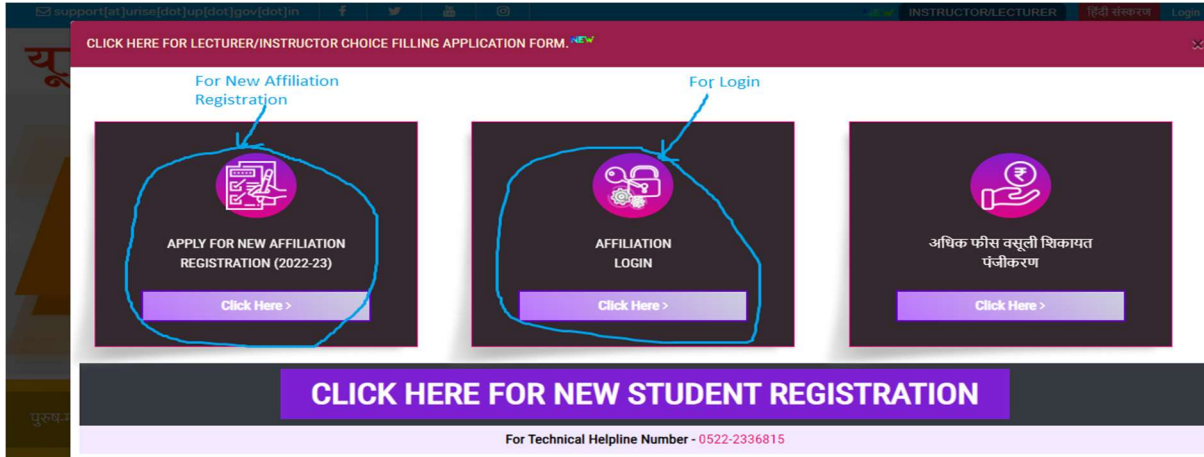 support[at]urise[dot]up[dot]gov[dot]in
NEW INSTRUCTOR/LECTURER हिंदी संस्करण Login
यू
CLICK HERE FOR LECTURER/INSTRUCTOR CHOICE FILLING APPLICATION FORM. NEW
×
For New Affiliation
Registration
For Login
APPLY FOR NEW AFFILIATION
REGISTRATION (2022-23)
Click Here >
AFFILIATION
LOGIN
Click Here >
अधिक फीस वसूली शिकायत
पंजीकरण
Click Here >
CLICK HERE FOR NEW STUDENT REGISTRATION
For Technical Helpline Number - 0522-2336815